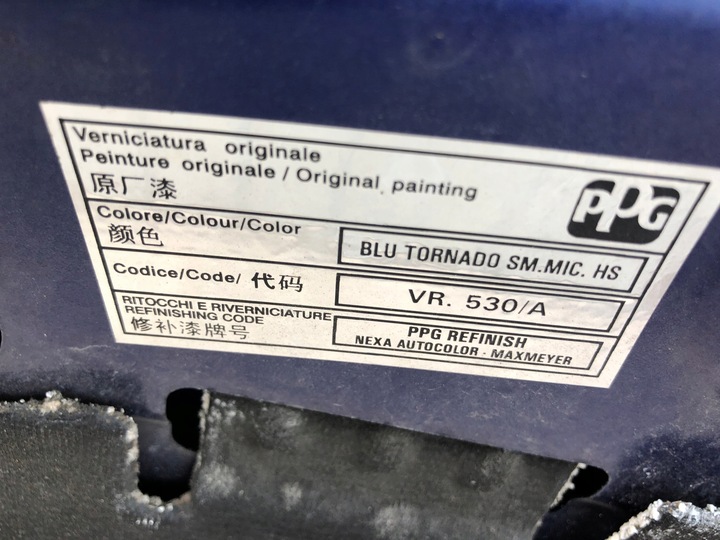 Verniciatura originale
Peinture originale / Original painting
原厂漆
PPG
Colore/Colour/Color
颜色
BLU TORNADO SM.MIC. HS
Codice/Code/ 代码
VR. 530/A
RITOCCHI E RIVERNICIATURE
REFINISHING CODE
修补漆牌号
PPG REFINISH
NEXA AUTOCOLOR - MAXMEYER